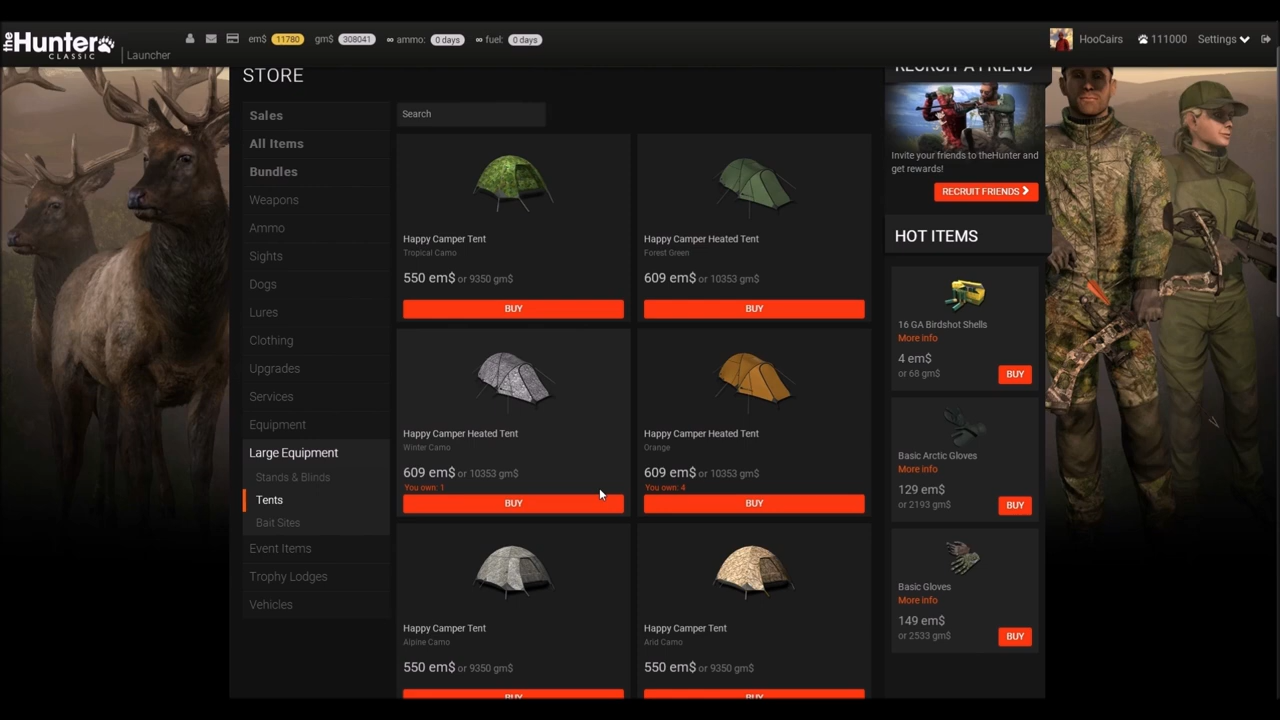 theHunter
CLASSIC
Launcher
em$ 11780 gm$ 308041 ∞ ammo: 0 days ∞ fuel: 0 days
HooCairs 111000 Settings
STORE
Sales
All Items
Bundles
Weapons
Ammo
Sights
Dogs
Lures
Clothing
Upgrades
Services
Equipment
Large Equipment
Stands & Blinds
Tents
Bait Sites
Event Items
Trophy Lodges
Vehicles
Search
Happy Camper Tent
Tropical Camo
550 em$ or 9350 gm$
BUY
Happy Camper Heated Tent
Forest Green
609 em$ or 10353 gm$
BUY
Happy Camper Heated Tent
Winter Camo
609 em$ or 10353 gm$
You own: 1
BUY
Happy Camper Heated Tent
Orange
609 em$ or 10353 gm$
You own: 4
BUY
Happy Camper Tent
Alpine Camo
550 em$ or 9350 gm$
BUY
Happy Camper Tent
Arid Camo
550 em$ or 9350 gm$
BUY
RECRUIT A FRIEND
Invite your friends to theHunter and
get rewards!
RECRUIT FRIENDS
HOT ITEMS
16 GA Birdshot Shells
More info
4 em$
or 68 gm$
BUY
Basic Arctic Gloves
More info
129 em$
or 2193 gm$
BUY
Basic Gloves
More info
149 em$
or 2533 gm$
BUY